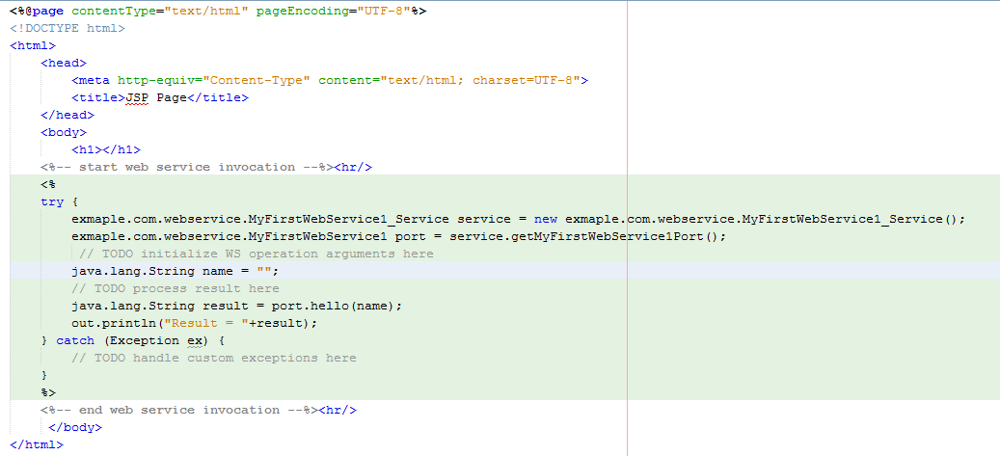 <%@page contentType="text/html" pageEncoding="UTF-8"%>
<!DOCTYPE html>
<html>
    <head>
        <meta http-equiv="Content-Type" content="text/html; charset=UTF-8">
        <title>JSP Page</title>
    </head>
    <body>
        <h1></h1>
    <%-- start web service invocation --%><hr/>
    <%
    try {
        exmaple.com.webservice.MyFirstWebService1_Service service = new exmaple.com.webservice.MyFirstWebService1_Service();
        exmaple.com.webservice.MyFirstWebService1 port = service.getMyFirstWebService1Port();
         // TODO initialize WS operation arguments here
        java.lang.String name = "";
        // TODO process result here
        java.lang.String result = port.hello(name);
        out.println("Result = "+result);
    } catch (Exception ex) {
        // TODO handle custom exceptions here
    }
    %>
    <%-- end web service invocation --%><hr/>
     </body>
</html>